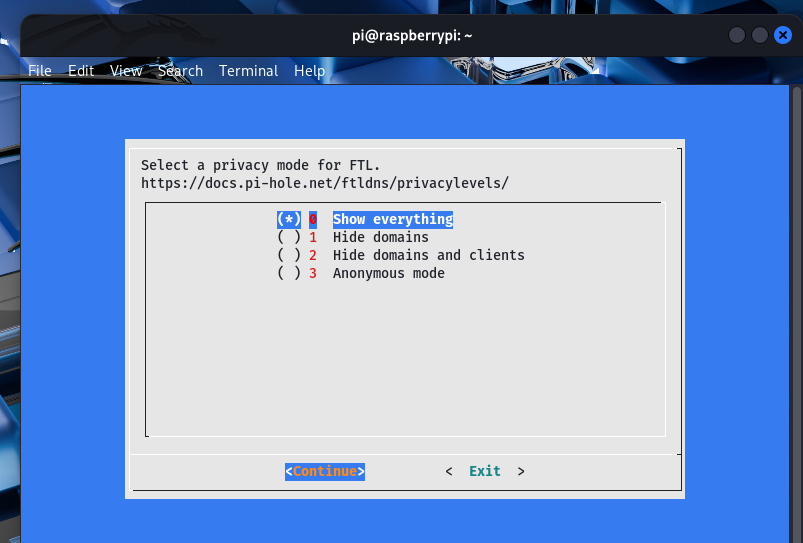 pi@raspberrypi: ~
File Edit View Search Terminal Help
Select a privacy mode for FTL.
https://docs.pi-hole.net/ftldns/privacylevels/
(*) 0 Show everything
( ) 1 Hide domains
( ) 2 Hide domains and clients
( ) 3 Anonymous mode
<Continue> < Exit >